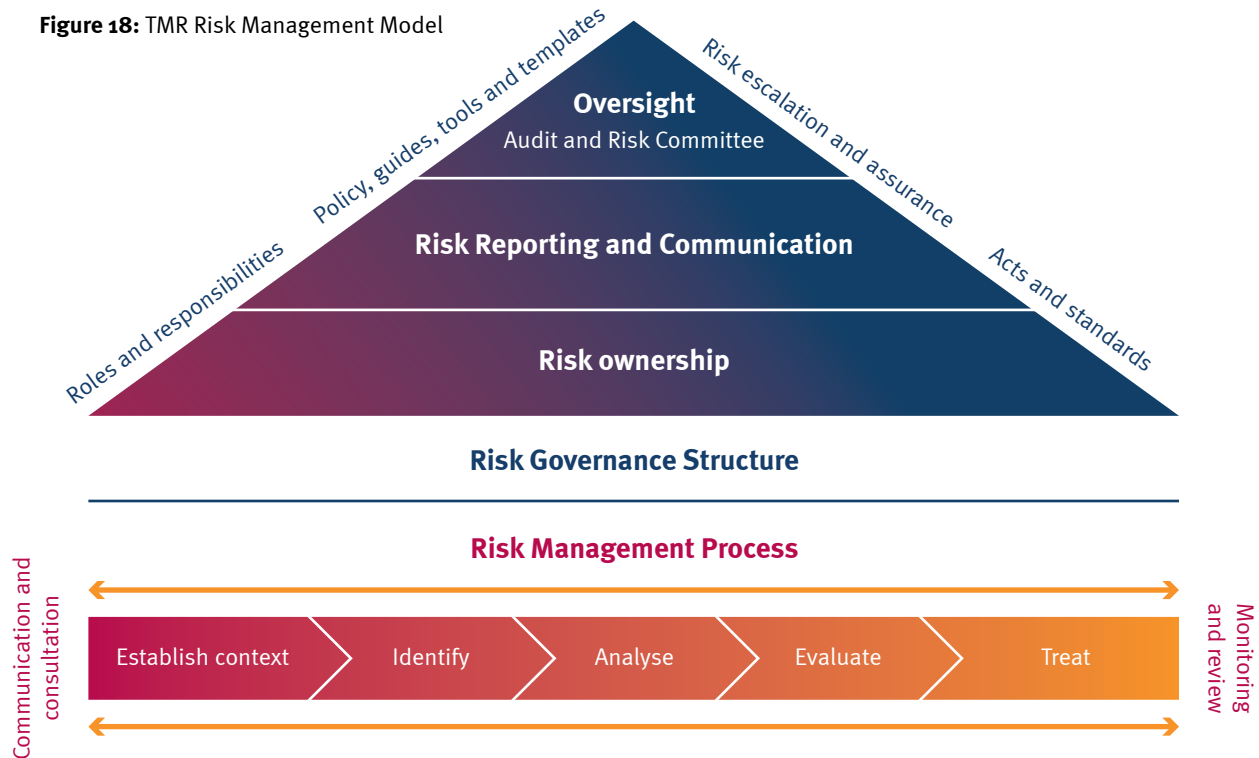 Figure 18: TMR Risk Management Model
Policy, guides, tools and templates
Roles and responsibilities
Risk escalation and assurance
Acts and standards
Oversight
Audit and Risk Committee
Risk Reporting and Communication
Risk ownership
Risk Governance Structure
Risk Management Process
Communication and
consultation
Establish context
Identify
Analyse
Evaluate
Treat
Monitoring
and review